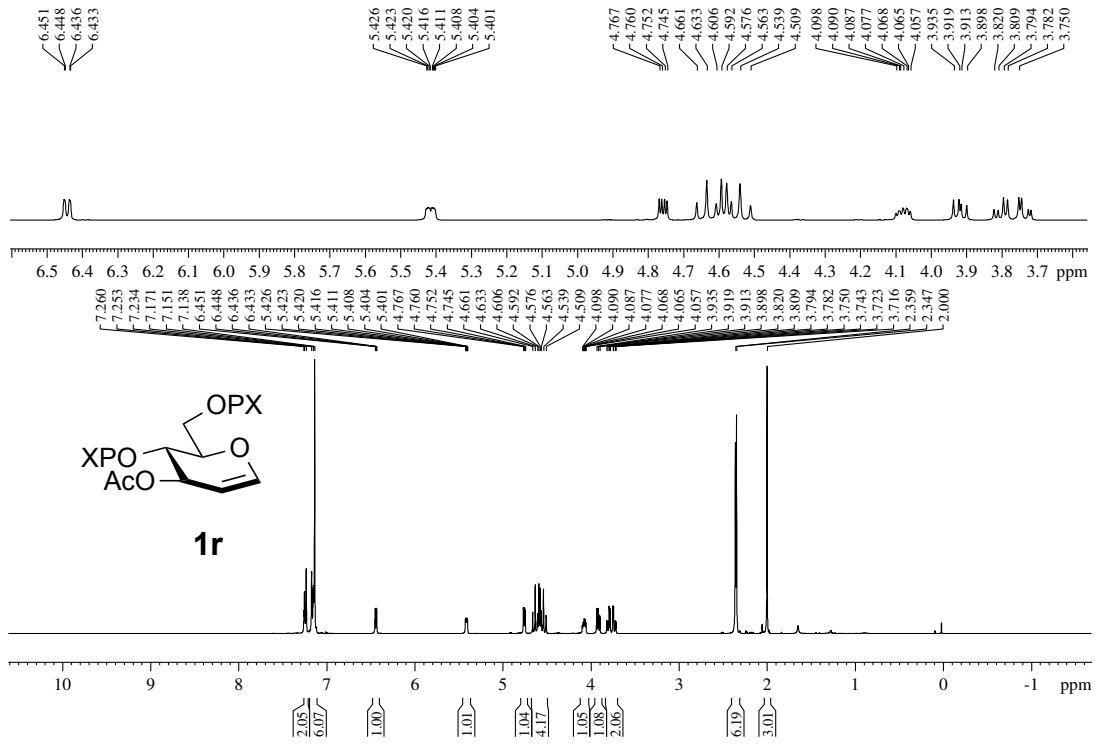 6.451 6.448 6.436 6.433 5.426 5.423 5.420 5.416 5.411 5.408 5.404 5.401 4.767 4.760 4.752 4.745 4.661 4.633 4.606 4.592 4.576 4.563 4.539 4.509 4.098 4.090 4.087 4.077 4.068 4.065 4.057 3.935 3.919 3.913 3.898 3.820 3.809 3.794 3.782 3.750
6.5 6.4 6.3 6.2 6.1 6.0 5.9 5.8 5.7 5.6 5.5 5.4 5.3 5.2 5.1 5.0 4.9 4.8 4.7 4.6 4.5 4.4 4.3 4.2 4.1 4.0 3.9 3.8 3.7 ppm
7.260 7.253 7.234 7.171 7.151 7.138 6.451 6.448 6.436 6.433 5.426 5.423 5.420 5.416 5.411 5.408 5.404 5.401 4.767 4.760 4.752 4.745 4.661 4.633 4.606 4.592 4.576 4.563 4.539 4.509 4.098 4.090 4.087 4.077 4.068 4.065 4.057 3.935 3.919 3.913 3.898 3.820 3.809 3.794 3.782 3.750 3.743 3.723 3.716 2.359 2.347 2.000
OPX
XPO O
AcO
1r
10 9 8 7 6 5 4 3 2 1 0 -1 ppm
2.05 6.07 1.00 1.01 1.04 4.17 1.05 1.08 2.06 6.19 3.01